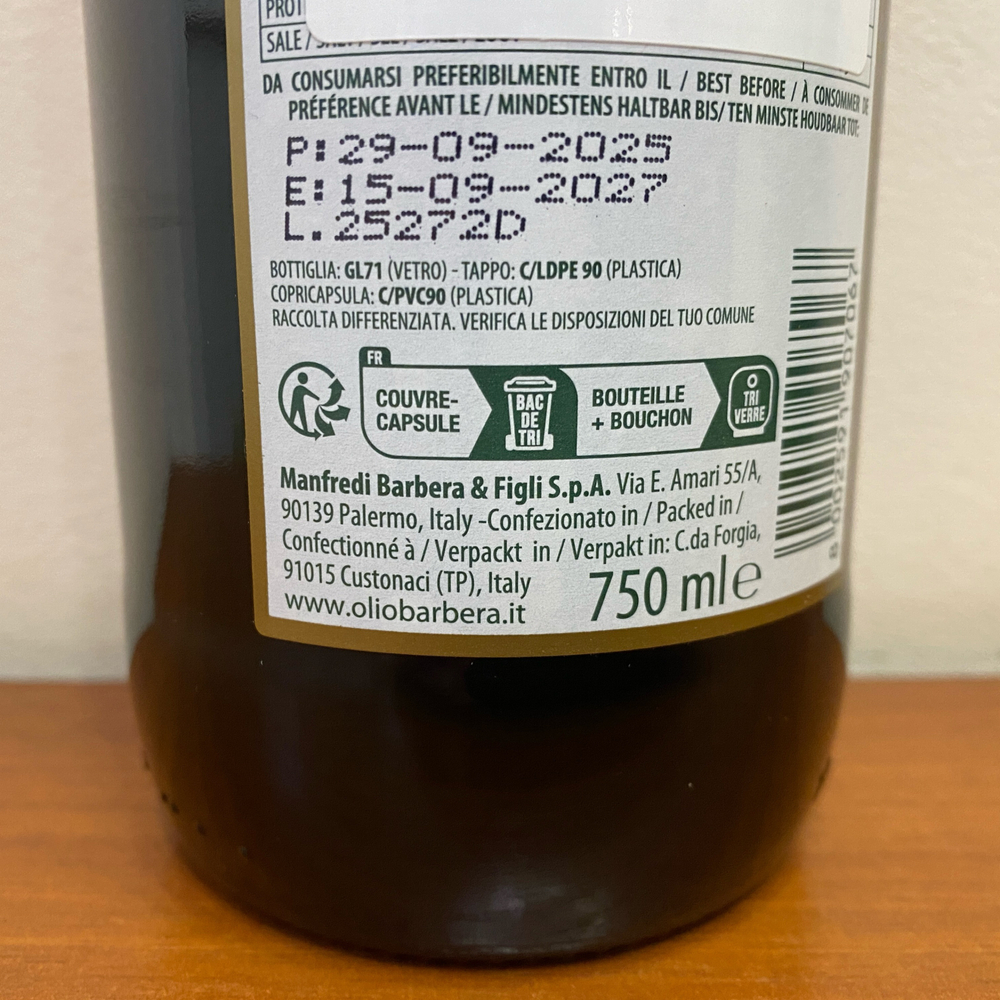 PROT
SALE /
DA CONSUMARSI PREFERIBILMENTE ENTRO IL / BEST BEFORE / À CONSOMMER DE
PRÉFÉRENCE AVANT LE / MINDESTENS HALTBAR BIS/ TEN MINSTE HOUDBAAR TOT:
P:29-09-2025
E:15-09-2027
L.25272D
BOTTIGLIA: GL71 (VETRO) - TAPPO: C/LDPE 90 (PLASTICA)
COPRICAPSULA: C/PVC90 (PLASTICA)
RACCOLTA DIFFERENZIATA. VERIFICA LE DISPOSIZIONI DEL TUO COMUNE
FR
COUVRE-
CAPSULE
BAC
DE
TRI
BOUTEILLE
+ BOUCHON
TRI
VERRE
Manfredi Barbera & Figli S.p.A. Via E. Amari 55/A,
90139 Palermo, Italy -Confezionato in / Packed in /
Confectionné à / Verpackt in / Verpakt in: C.da Forgia,
91015 Custonaci (TP), Italy
www.oliobarbera.it
750 ml e
8 002591 907067